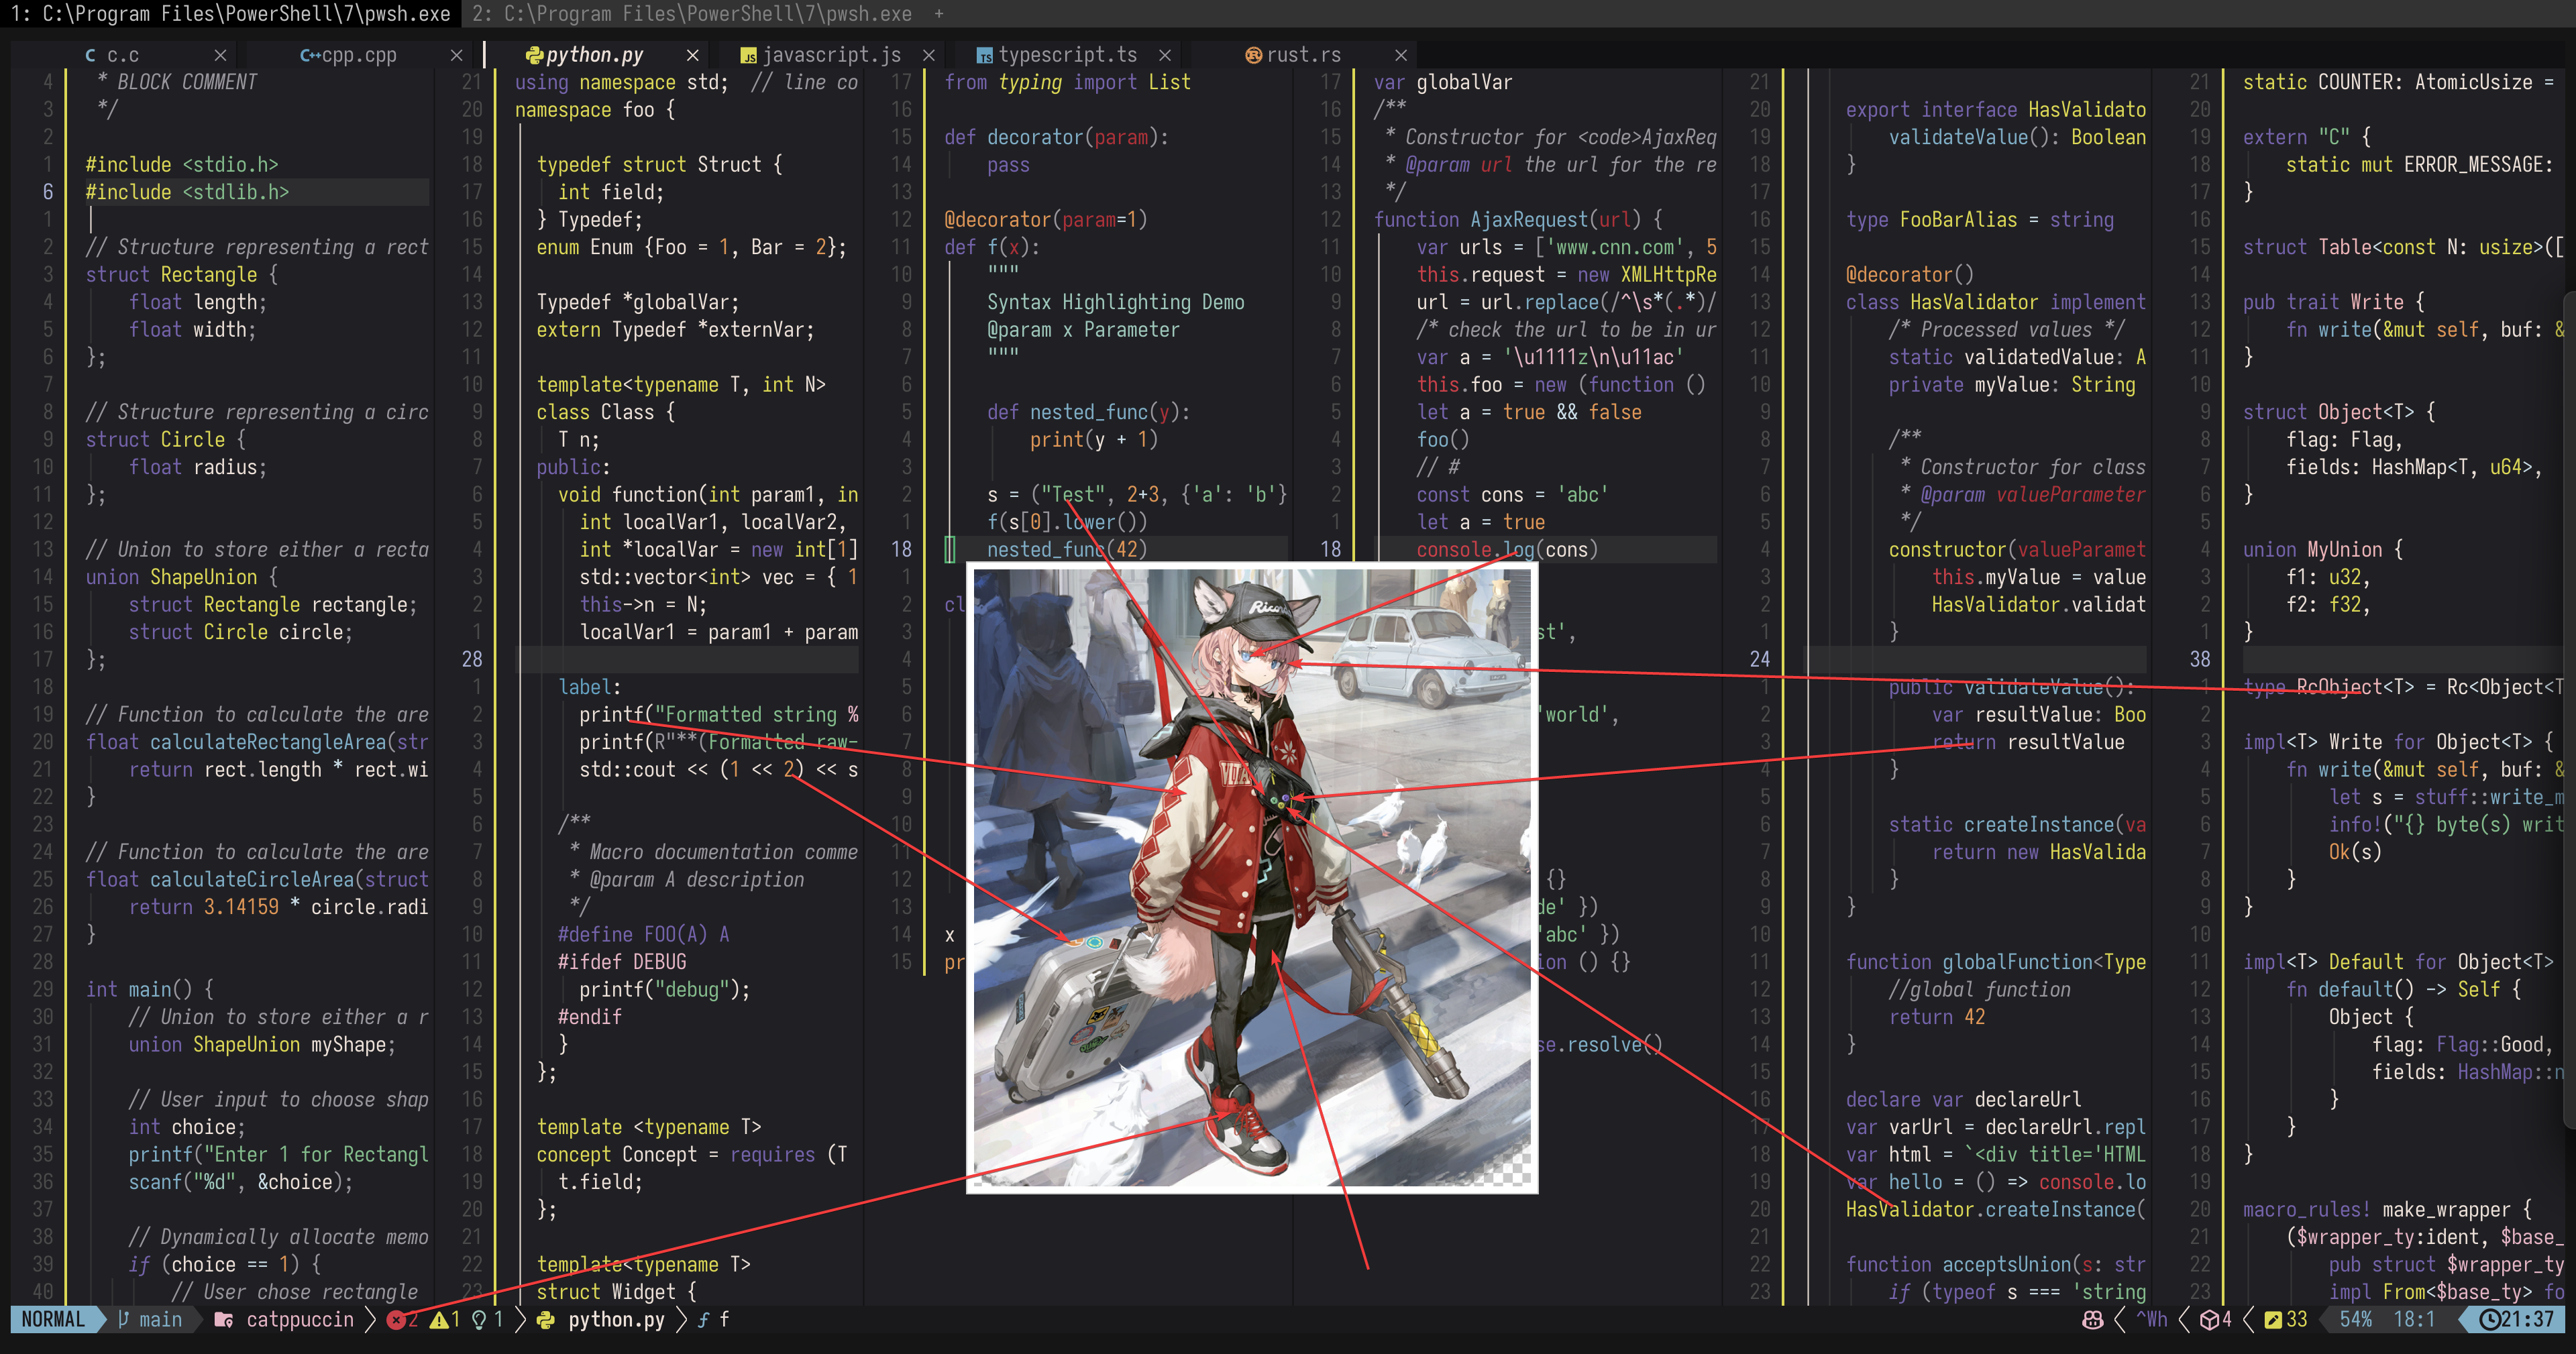 1: C:\Program Files\PowerShell\7\pwsh.exe 2: C:\Program Files\PowerShell\7\pwsh.exe +
c.c cpp.cpp python.py javascript.js typescript.ts rust.rs
4 * BLOCK COMMENT
3 */
2
1 #include <stdio.h>
6 #include <stdlib.h>
1
2 // Structure representing a rect
3 struct Rectangle {
4 float length;
5 float width;
6 };
7
8 // Structure representing a circ
9 struct Circle {
10 float radius;
11 };
12
13 // Union to store either a recta
14 union ShapeUnion {
15 struct Rectangle rectangle;
16 struct Circle circle;
17 };
18
19 // Function to calculate the are
20 float calculateRectangleArea(str
21 return rect.length * rect.wi
22 }
23
24 // Function to calculate the are
25 float calculateCircleArea(struct
26 return 3.14159 * circle.radi
27 }
28
29 int main() {
30 // Union to store either a r
31 union ShapeUnion myShape;
32
33 // User input to choose shap
34 int choice;
35 printf("Enter 1 for Rectangl
36 scanf("%d", &choice);
37
38 // Dynamically allocate memo
39 if (choice == 1) {
40 // User chose rectangle
21 using namespace std; // line co
20 namespace foo {
19
18 typedef struct Struct {
17 int field;
16 } Typedef;
15 enum Enum {Foo = 1, Bar = 2};
14
13 Typedef *globalVar;
12 extern Typedef *externVar;
11
10 template<typename T, int N>
9 class Class {
8 T n;
7 public:
6 void function(int param1, in
5 int localVar1, localVar2,
4 int *localVar = new int[1]
3 std::vector<int> vec = { 1
2 this->n = N;
1 localVar1 = param1 + param
28
1 label:
2 printf("Formatted string %
3 printf(R"**(Formatted raw-
4 std::cout << (1 << 2) << s
5
6 /**
7 * Macro documentation comme
8 * @param A description
9 */
10 #define FOO(A) A
11 #ifdef DEBUG
12 printf("debug");
13 #endif
14 }
15 };
16
17 template <typename T>
18 concept Concept = requires (T
19 t.field;
20 };
21
22 template<typename T>
23 struct Widget {
17 from typing import List
16
15 def decorator(param):
14 pass
13
12 @decorator(param=1)
11 def f(x):
10 """
9 Syntax Highlighting Demo
8 @param x Parameter
7 """
6
5 def nested_func(y):
4 print(y + 1)
3
2 s = ("Test", 2+3, {'a': 'b'}
1 f(s[0].lower())
18 nested_func(42)
1
2 cl
3
4
5
6
7
8
9
10
11
12
13
14 x
15 pr
17 var globalVar
16 /**
15 * Constructor for <code>AjaxReq
14 * @param url the url for the re
13 */
12 function AjaxRequest(url) {
11 var urls = ['www.cnn.com', 5
10 this.request = new XMLHttpRe
9 url = url.replace(/^\s*(.*)/
8 /* check the url to be in ur
7 var a = '\u1111z\n\u11ac'
6 this.foo = new (function ()
5 let a = true && false
4 foo()
3 // #
2 const cons = 'abc'
1 let a = true
18 console.log(cons)
st',
'world',
{}
de' })
'abc' })
ion () {}
se.resolve()
Ricoh
VITA
21
20 export interface HasValidato
19 validateValue(): Boolean
18 }
17
16 type FooBarAlias = string
15
14 @decorator()
13 class HasValidator implement
12 /* Processed values */
11 static validatedValue: A
10 private myValue: String
9
8 /**
7 * Constructor for class
6 * @param valueParameter
5 */
4 constructor(valueParamet
3 this.myValue = value
2 HasValidator.validat
1 }
24
1 public validateValue():
2 var resultValue: Boo
3 return resultValue
4 }
5
6 static createInstance(va
7 return new HasValida
8 }
9 }
10
11 function globalFunction<Type
12 //global function
13 return 42
14 }
15
16 declare var declareUrl
17 var varUrl = declareUrl.repl
18 var html = `<div title='HTML
19 var hello = () => console.lo
20 HasValidator.createInstance(
21
22 function acceptsUnion(s: str
23 if (typeof s === 'string
21 static COUNTER: AtomicUsize =
20
19 extern "C" {
18 static mut ERROR_MESSAGE:
17 }
16
15 struct Table<const N: usize>([
14
13 pub trait Write {
12 fn write(&mut self, buf: &
11 }
10
9 struct Object<T> {
8 flag: Flag,
7 fields: HashMap<T, u64>,
6 }
5
4 union MyUnion {
3 f1: u32,
2 f2: f32,
1 }
38
1 type RcObject<T> = Rc<Object<T
2
3 impl<T> Write for Object<T> {
4 fn write(&mut self, buf: &
5 let s = stuff::write_m
6 info!("{} byte(s) writ
7 Ok(s)
8 }
9 }
10
11 impl<T> Default for Object<T>
12 fn default() -> Self {
13 Object {
14 flag: Flag::Good,
15 fields: HashMap::n
16 }
17 }
18 }
19
20 macro_rules! make_wrapper {
21 ($wrapper_ty:ident, $base_
22 pub struct $wrapper_ty
23 impl From<$base_ty> fo
NORMAL main catppuccin 2 1 1 python.py f f ^Wh 4 33 54% 18:1 21:37